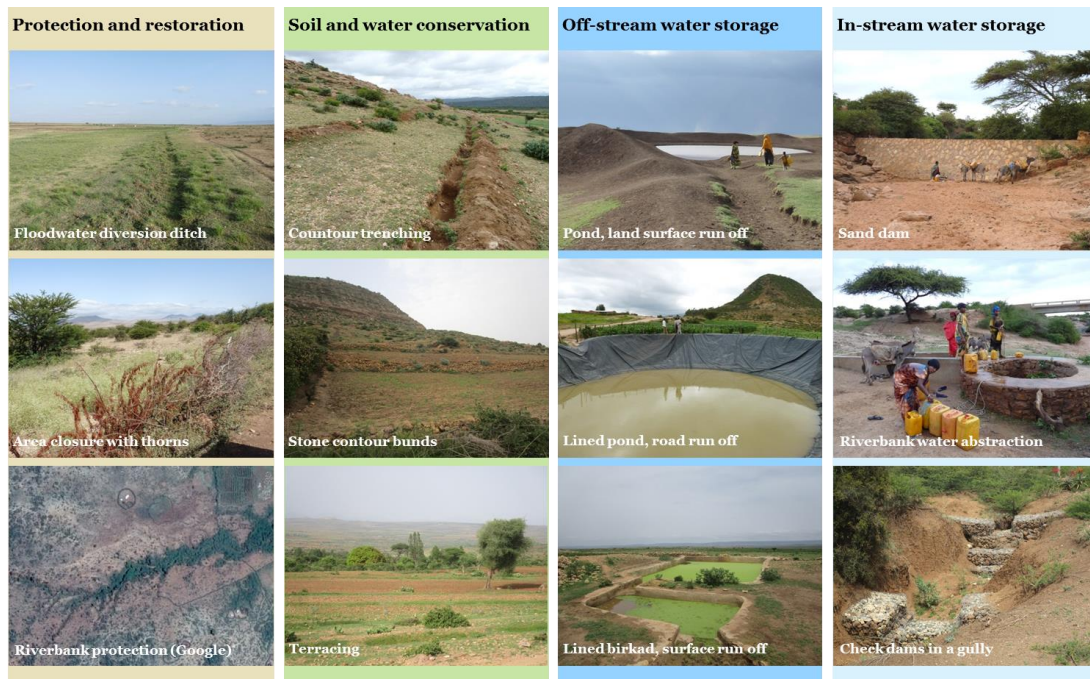 Protection and restoration
Soil and water conservation
Off-stream water storage
In-stream water storage
Floodwater diversion ditch
Countour trenching
Pond, land surface run off
Sand dam
Area closure with thorns
Stone contour bunds
Lined pond, road run off
Riverbank water abstraction
Riverbank protection (Google)
Terracing
Lined birkad, surface run off
Check dams in a gully